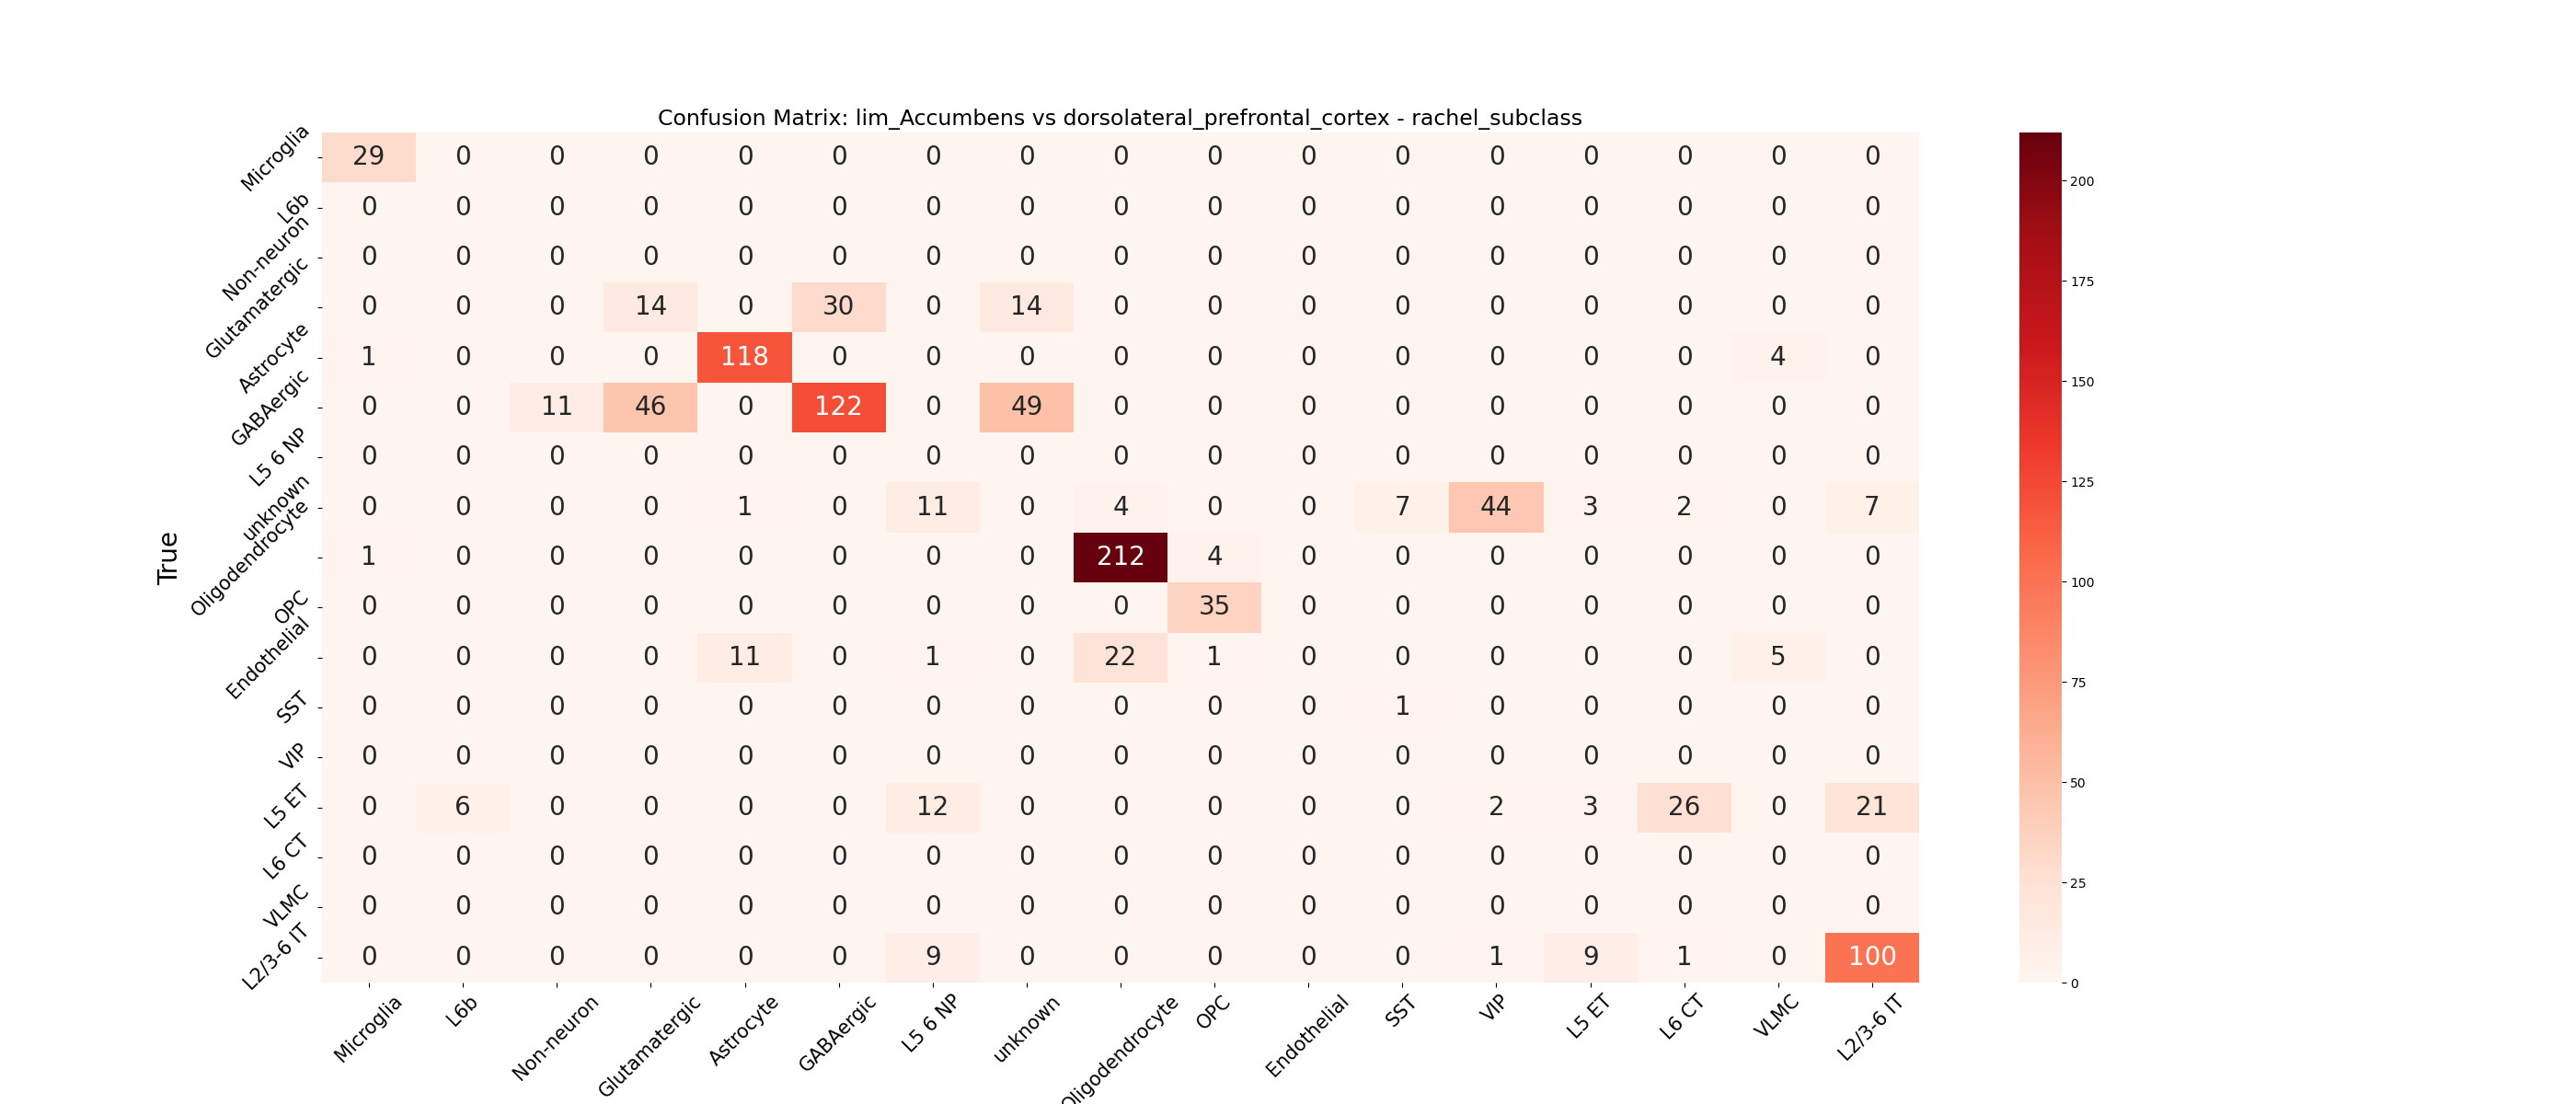 Confusion Matrix: lim_Accumbens vs dorsolateral_prefrontal_cortex - rachel_subclass
True
Microglia 29 0 0 0 0 0 0 0 0 0 0 0 0 0 0 0 0
L6b 0 0 0 0 0 0 0 0 0 0 0 0 0 0 0 0 0
Non-neuron 0 0 0 0 0 0 0 0 0 0 0 0 0 0 0 0 0
Glutamatergic 0 0 0 14 0 30 0 14 0 0 0 0 0 0 0 0 0
Astrocyte 1 0 0 0 118 0 0 0 0 0 0 0 0 0 0 4 0
GABAergic 0 0 11 46 0 122 0 49 0 0 0 0 0 0 0 0 0
L5 6 NP 0 0 0 0 0 0 0 0 0 0 0 0 0 0 0 0 0
unknown 0 0 0 0 1 0 11 0 4 0 0 7 44 3 2 0 7
Oligodendrocyte 1 0 0 0 0 0 0 0 212 4 0 0 0 0 0 0 0
OPC 0 0 0 0 0 0 0 0 0 35 0 0 0 0 0 0 0
Endothelial 0 0 0 0 11 0 1 0 22 1 0 0 0 0 0 5 0
SST 0 0 0 0 0 0 0 0 0 0 0 1 0 0 0 0 0
VIP 0 0 0 0 0 0 0 0 0 0 0 0 0 0 0 0 0
L5 ET 0 6 0 0 0 0 12 0 0 0 0 0 2 3 26 0 21
L6 CT 0 0 0 0 0 0 0 0 0 0 0 0 0 0 0 0 0
VLMC 0 0 0 0 0 0 0 0 0 0 0 0 0 0 0 0 0
L2/3-6 IT 0 0 0 0 0 0 9 0 0 0 0 0 1 9 1 0 100
Microglia L6b Non-neuron Glutamatergic Astrocyte GABAergic L5 6 NP unknown Oligodendrocyte OPC Endothelial SST VIP L5 ET L6 CT VLMC L2/3-6 IT
200
175
150
125
100
75
50
25
0